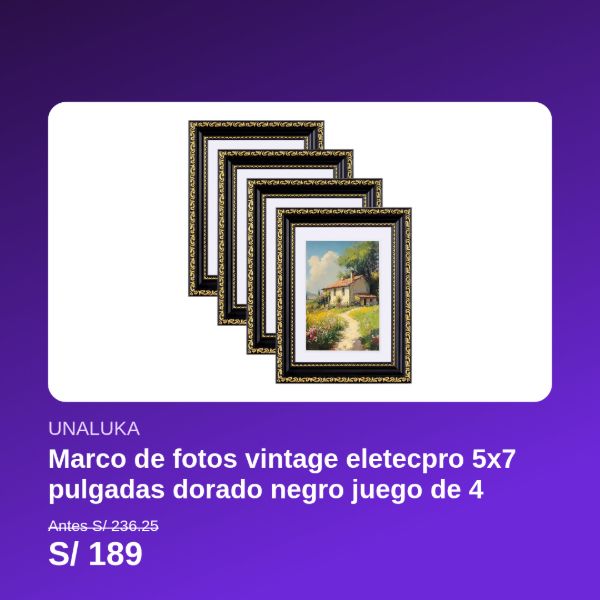 UNALUKA
Marco de fotos vintage eletecpro 5x7
pulgadas dorado negro juego de 4
Antes S/ 236.25
S/ 189